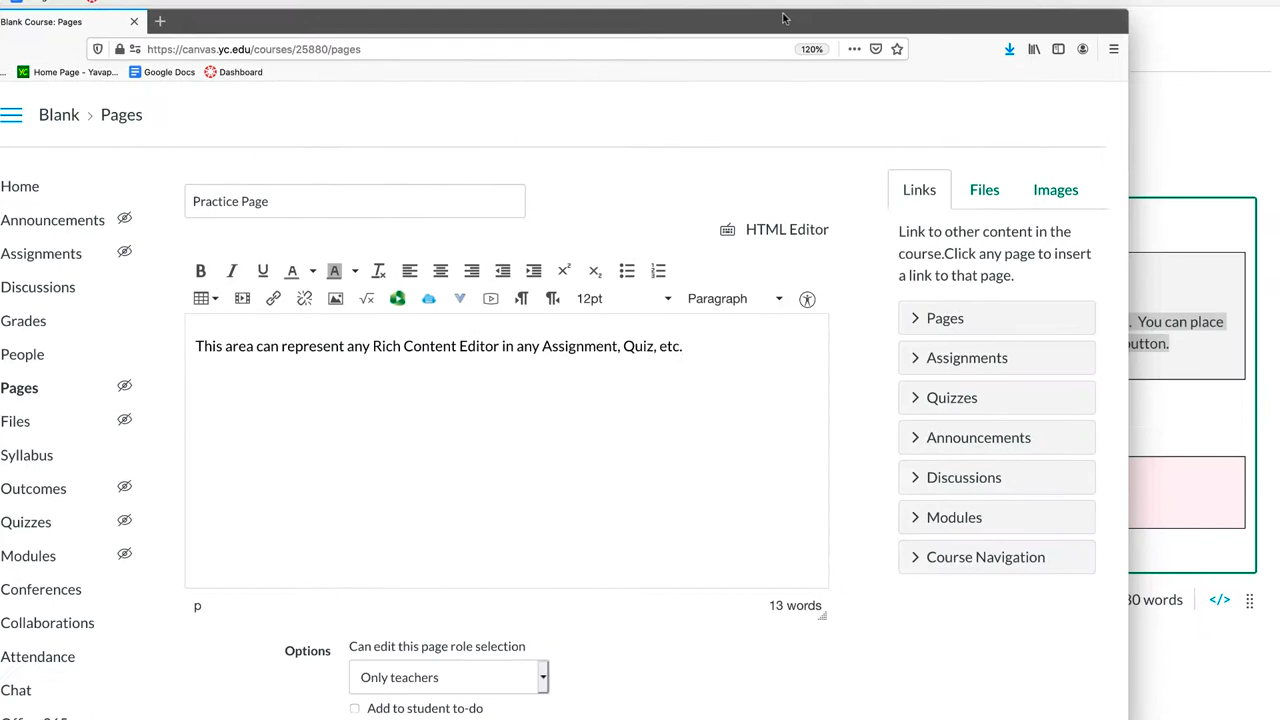 Blank Course: Pages
https://canvas.yc.edu/courses/25880/pages
120%
Home Page - Yavap...
Google Docs
Dashboard
Blank > Pages
Home
Announcements
Assignments
Discussions
Grades
People
Pages
Files
Syllabus
Outcomes
Quizzes
Modules
Conferences
Collaborations
Attendance
Chat
Practice Page
HTML Editor
12pt
Paragraph
This area can represent any Rich Content Editor in any Assignment, Quiz, etc.
p
13 words
Options
Can edit this page role selection
Only teachers
Add to student to-do
Links
Files
Images
Link to other content in the
course.Click any page to insert
a link to that page.
Pages
Assignments
Quizzes
Announcements
Discussions
Modules
Course Navigation
. You can place
utton.
words
</>